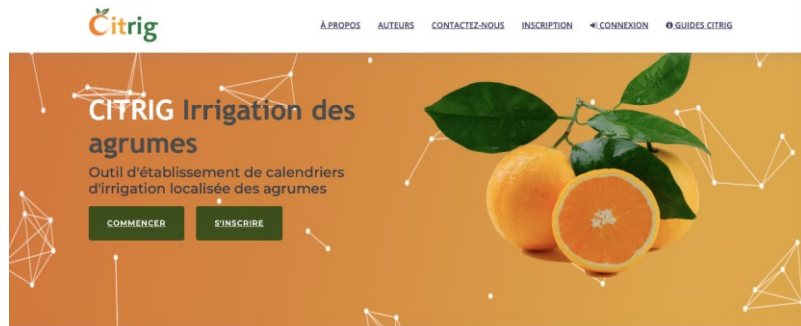 Citrig
À PROPOS
AUTEURS
CONTACTEZ-NOUS
INSCRIPTION
CONNEXION
GUIDES CITRIG
CITRIG Irrigation des
agrumes
Outil d'établissement de calendriers
d'irrigation localisée des agrumes
COMMENCER
S'INSCRIRE